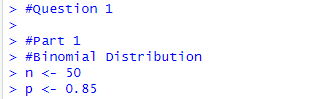 > #Question 1
>
> #Part 1
> #Binomial Distribution
> n <- 50
> p <- 0.85